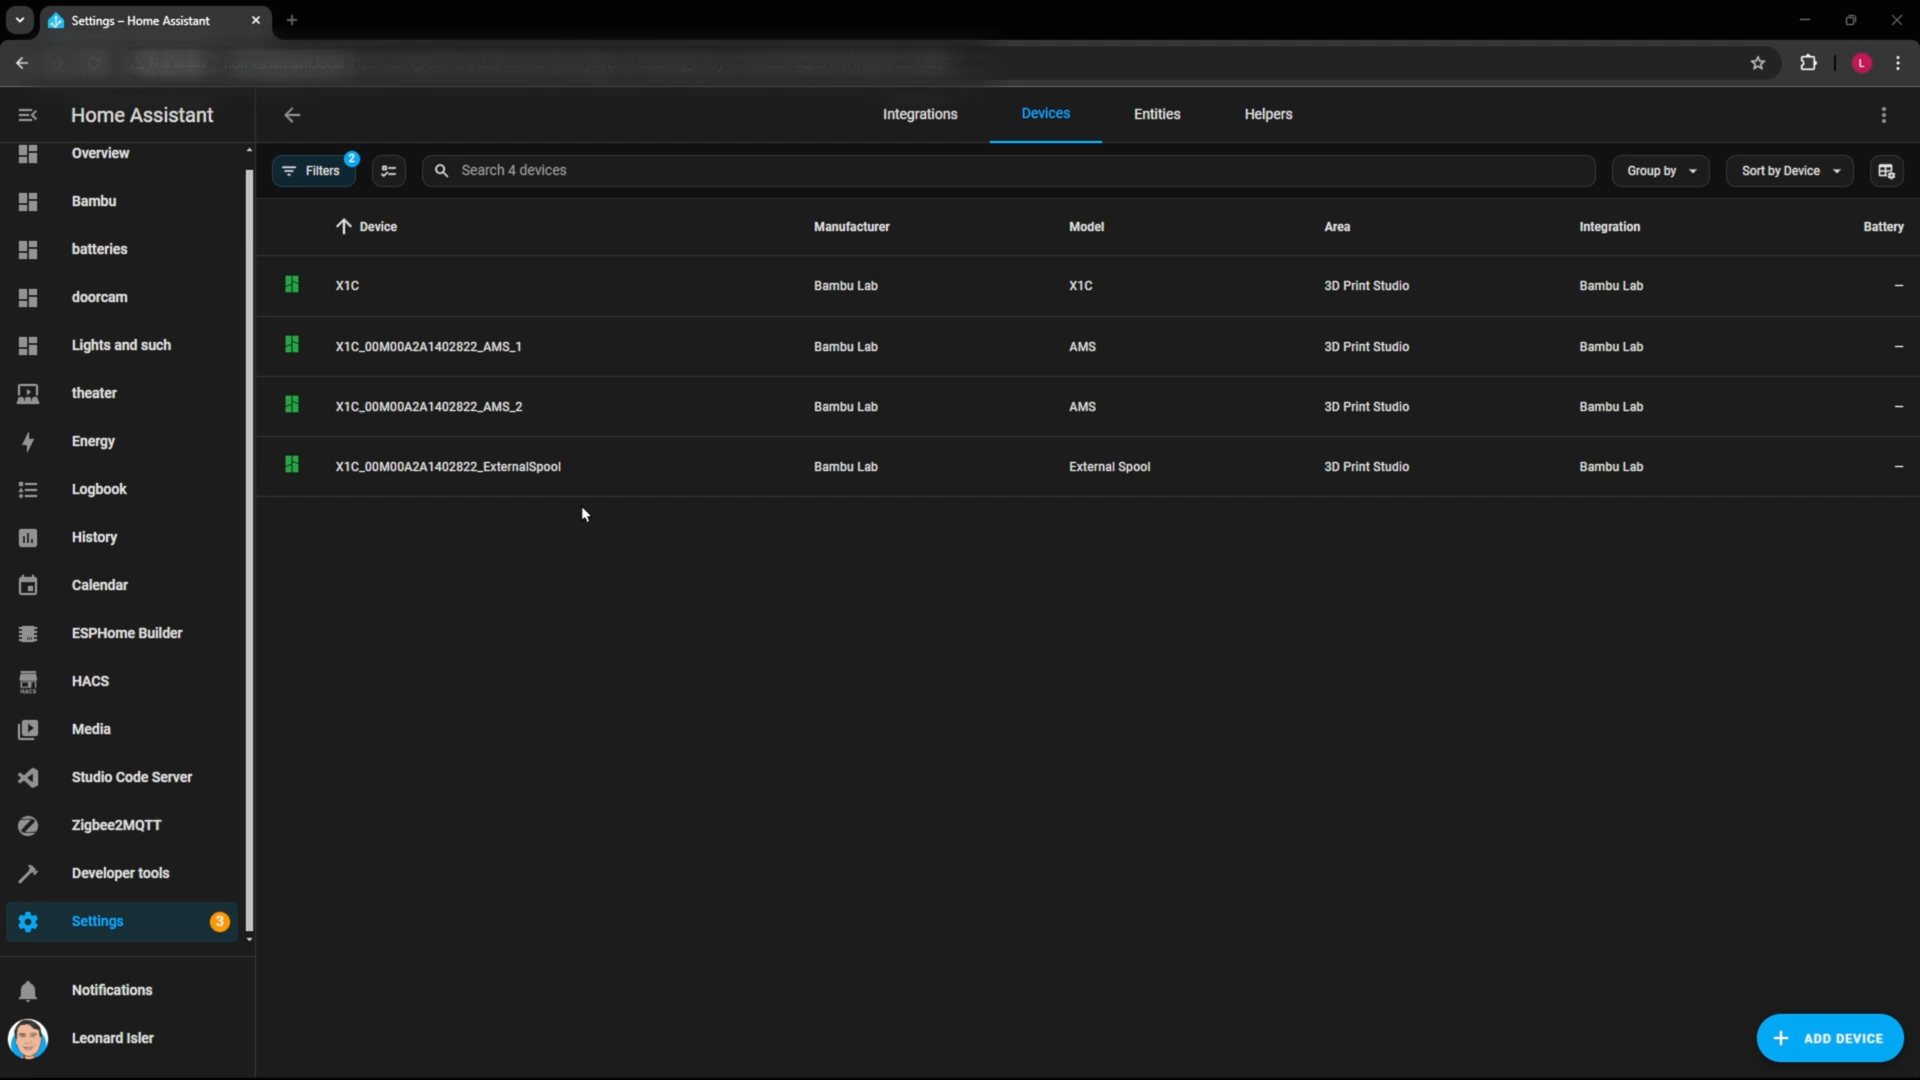 Settings – Home Assistant
L
Home Assistant
Integrations
Devices
Entities
Helpers
Overview
Bambu
batteries
doorcam
Lights and such
theater
Energy
Logbook
History
Calendar
ESPHome Builder
HACS
HACS
Media
Studio Code Server
Zigbee2MQTT
Developer tools
Settings 3
Notifications
Leonard Isler
Filters 2
Search 4 devices
Group by
Sort by Device
Device Manufacturer Model Area Integration Battery
X1C Bambu Lab X1C 3D Print Studio Bambu Lab –
X1C_00M00A2A1402822_AMS_1 Bambu Lab AMS 3D Print Studio Bambu Lab –
X1C_00M00A2A1402822_AMS_2 Bambu Lab AMS 3D Print Studio Bambu Lab –
X1C_00M00A2A1402822_ExternalSpool Bambu Lab External Spool 3D Print Studio Bambu Lab –
ADD DEVICE